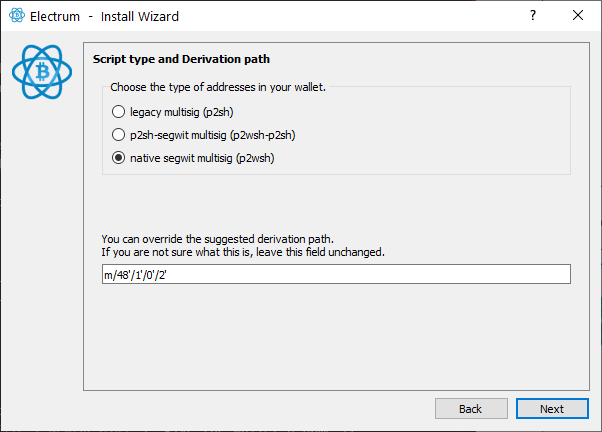 Electrum  -  Install Wizard
?
Script type and Derivation path
Choose the type of addresses in your wallet.
legacy multisig (p2sh)
p2sh-segwit multisig (p2wsh-p2sh)
native segwit multisig (p2wsh)
You can override the suggested derivation path.
If you are not sure what this is, leave this field unchanged.
m/48'/1'/0'/2'
Back
Next